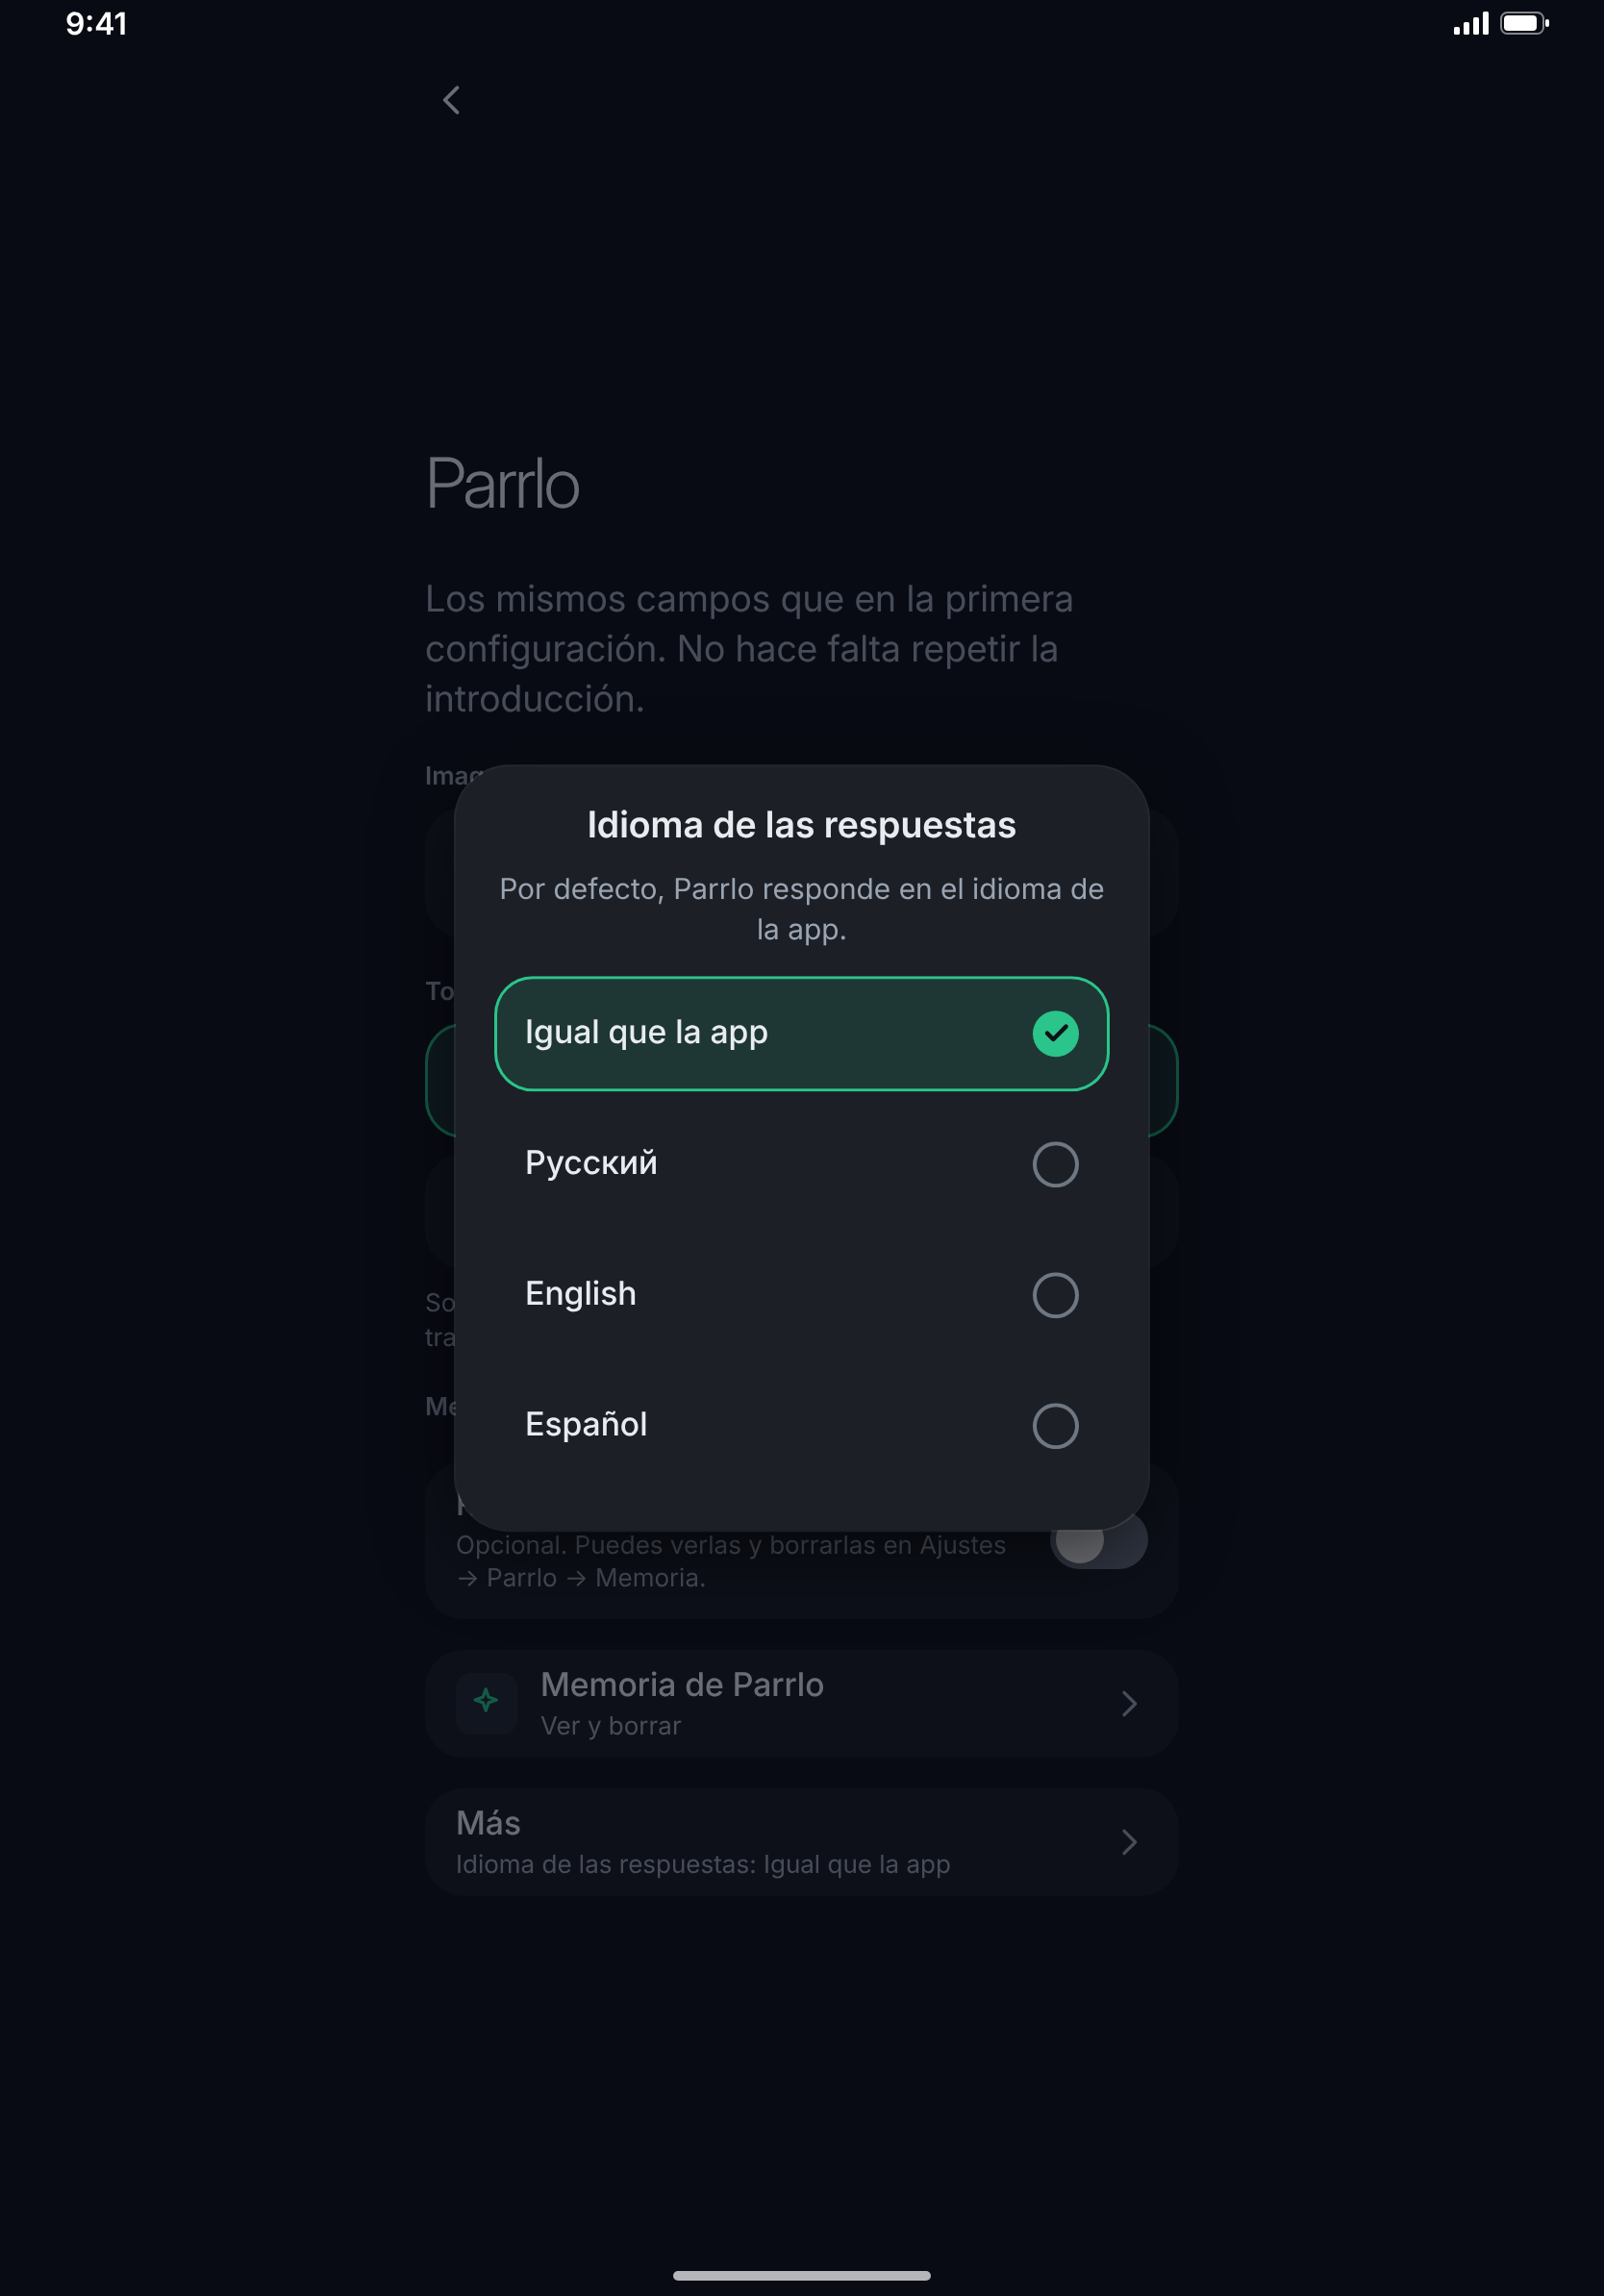 9:41
Parrlo
Los mismos campos que en la primera
configuración. No hace falta repetir la
introducción.
Idioma de las respuestas
Por defecto, Parrlo responde en el idioma de
la app.
Igual que la app
Русский
English
Español
Opcional. Puedes verlas y borrarlas en Ajustes
→ Parrlo → Memoria.
Memoria de Parrlo
Ver y borrar
Más
Idioma de las respuestas: Igual que la app